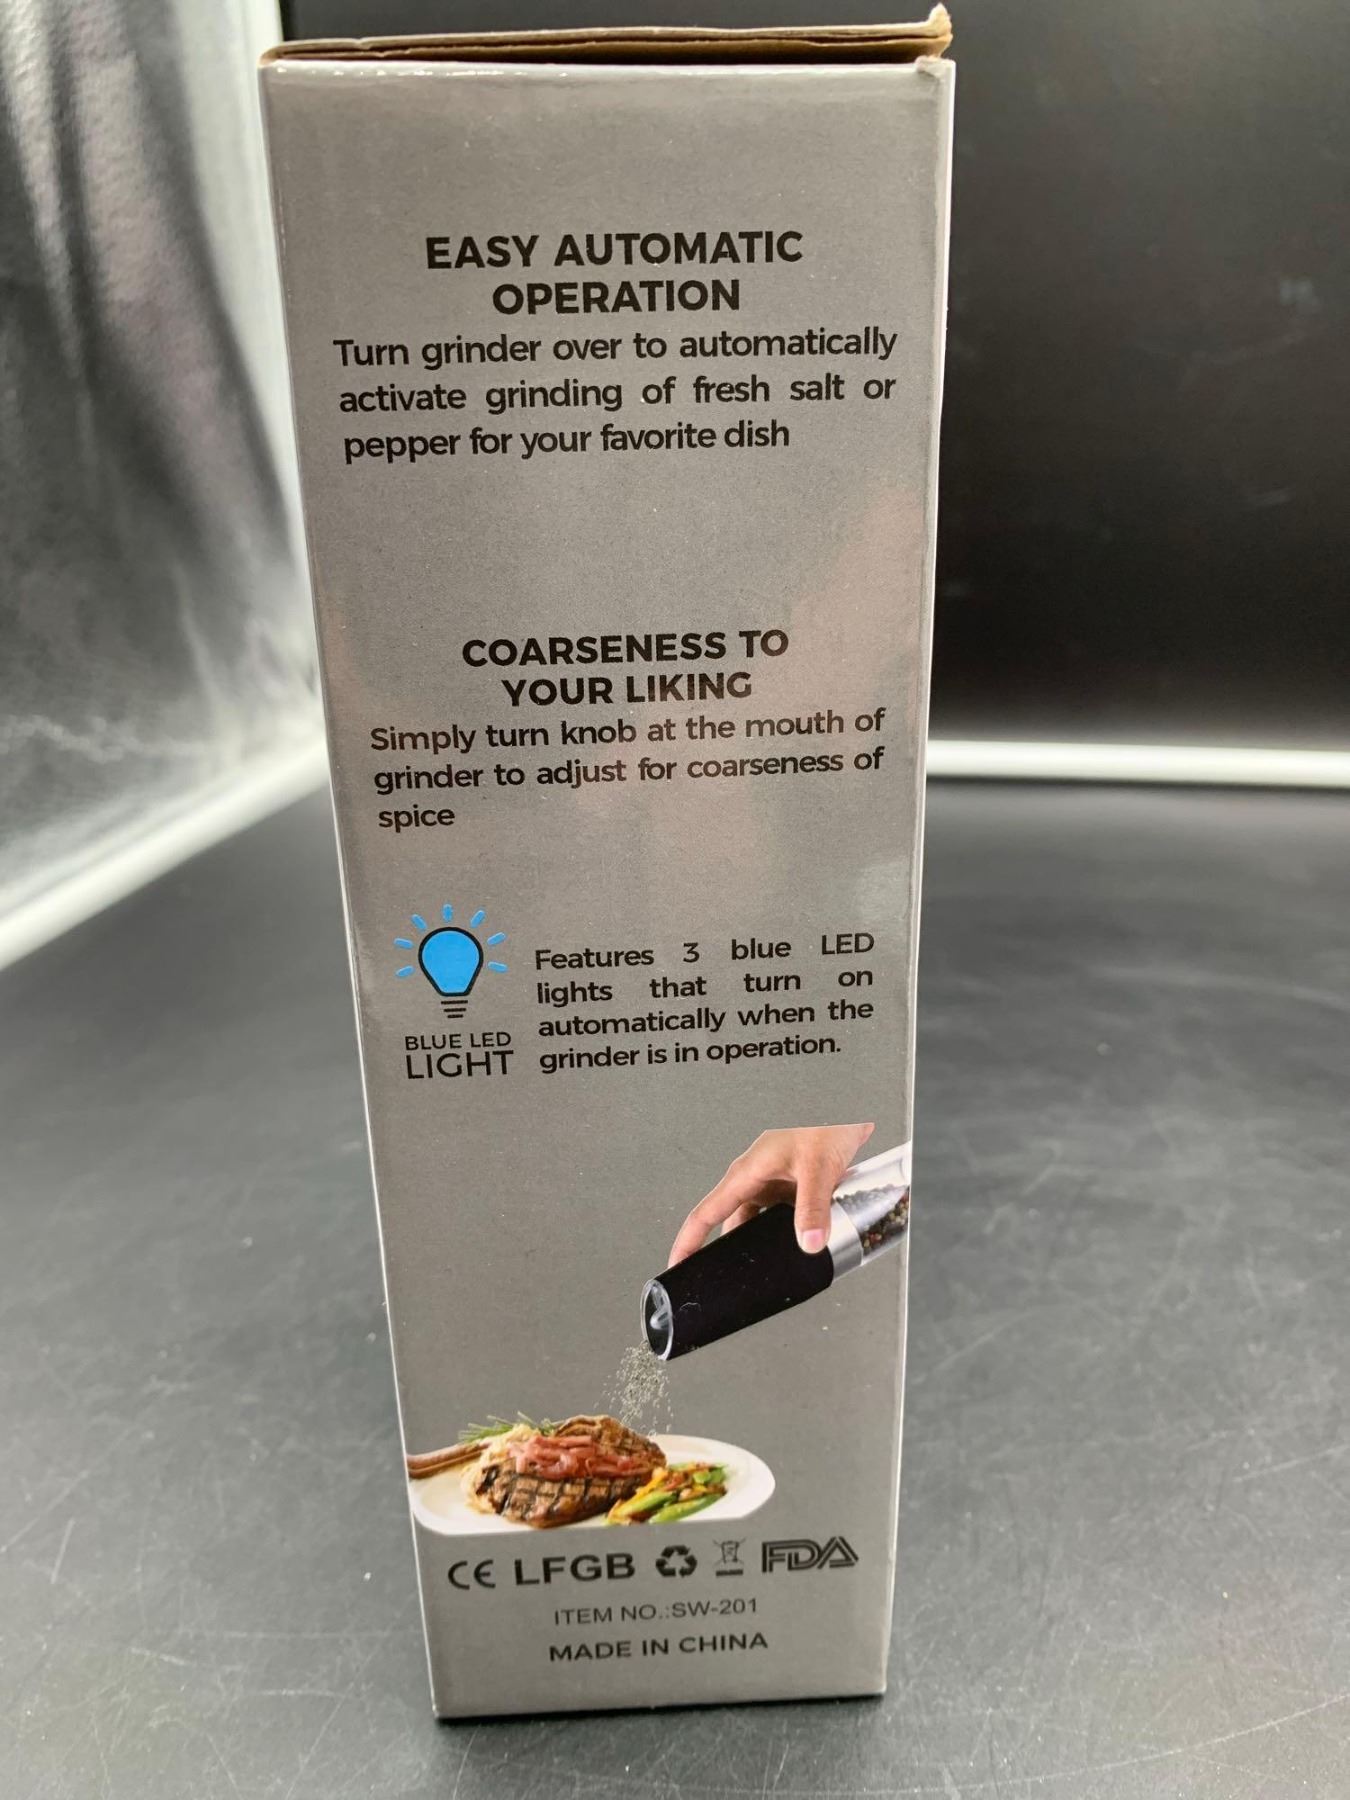 EASY AUTOMATIC
OPERATION
Turn grinder over to automatically
activate grinding of fresh salt or
pepper for your favorite dish
COARSENESS TO
YOUR LIKING
Simply turn knob at the mouth of
grinder to adjust for coarseness of
spice
BLUE LED
LIGHT
Features 3 blue LED
lights that turn on
automatically when the
grinder is in operation.
CE LFGB FDA
ITEM NO.:SW-201
MADE IN CHINA